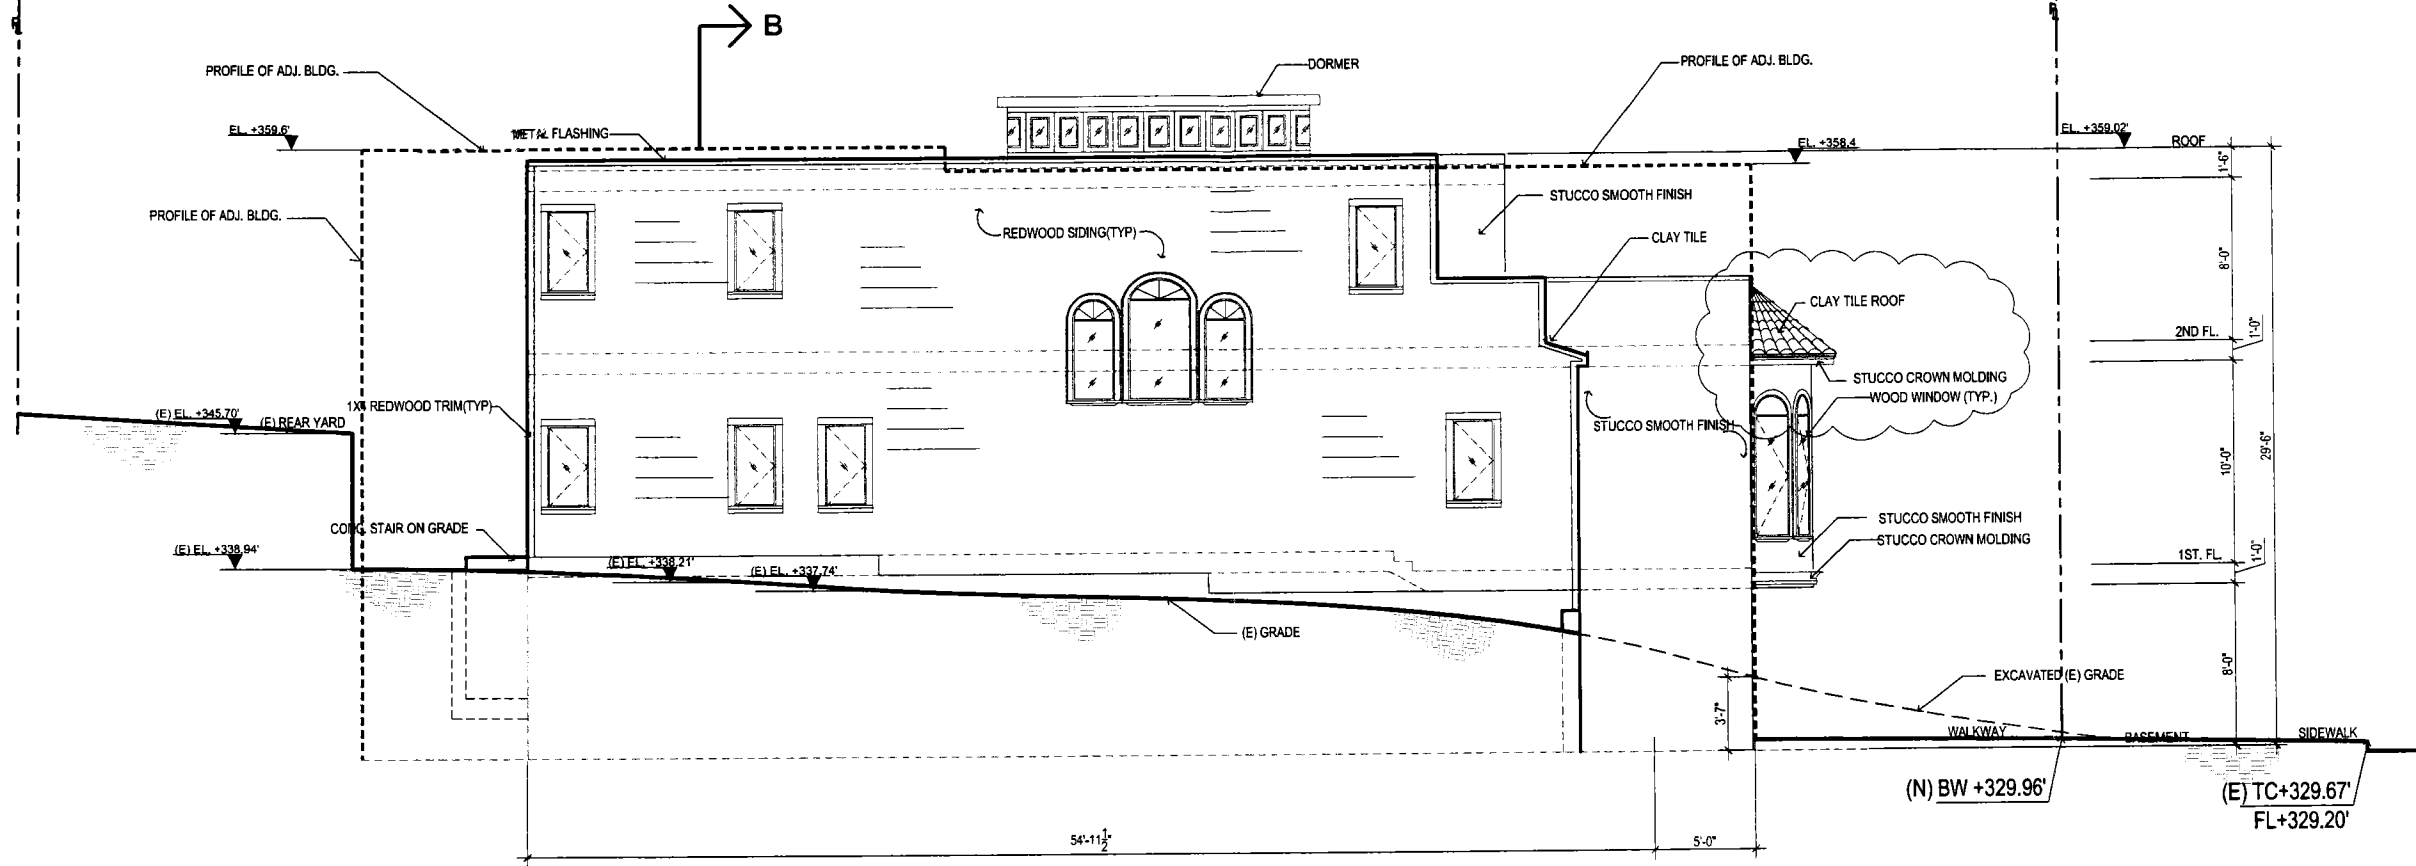 B
PROFILE OF ADJ. BLDG.
DORMER
PROFILE OF ADJ. BLDG.
EL. +359.6'
METAL FLASHING
EL. +358.4
EL. +359.02'
ROOF
1'-6"
STUCCO SMOOTH FINISH
PROFILE OF ADJ. BLDG.
REDWOOD SIDING(TYP)
CLAY TILE
8'-0"
CLAY TILE ROOF
2ND FL.
1'-0"
STUCCO CROWN MOLDING
WOOD WINDOW (TYP.)
(E) EL. +345.70'
(E) REAR YARD
REDWOOD TRIM(TYP)
STUCCO SMOOTH FINISH
10'-0"
29'-6"
CONC. STAIR ON GRADE
STUCCO SMOOTH FINISH
STUCCO CROWN MOLDING
(E) EL. +338.94'
(E) EL. +338.21'
(E) EL. +337.74'
1ST. FL.
1'-0"
(E) GRADE
EXCAVATED (E) GRADE
8'-0"
3'-7"
WALKWAY
BASEMENT
SIDEWALK
(N) BW +329.96'
(E) TC+329.67'
FL+329.20'
54'-11 1/2"
5'-0"